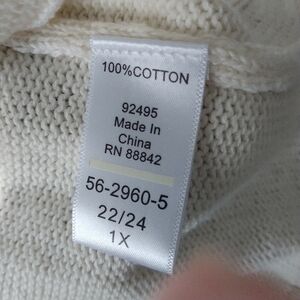 100%COTTON
92495
Made In
China
RN 88842
56-2960-5
22/24
1X